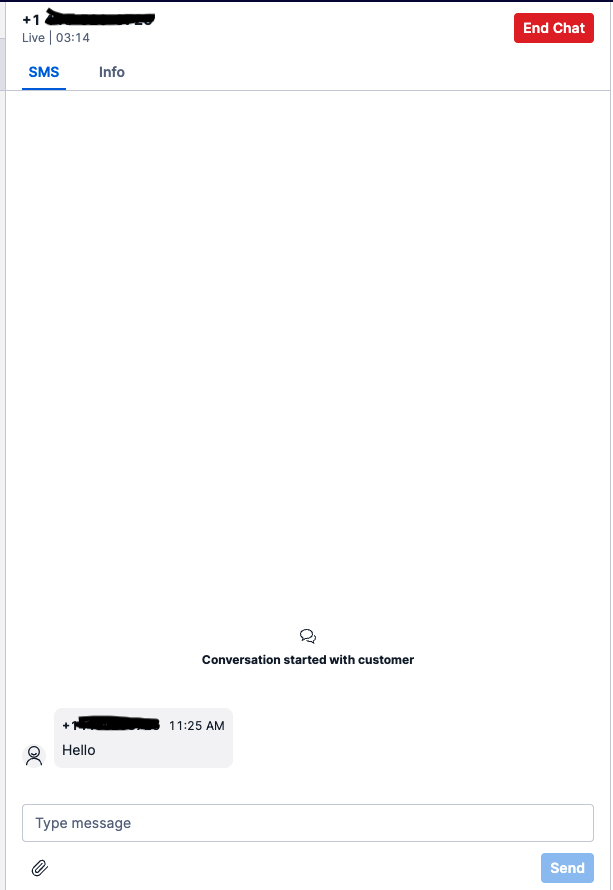 +1
End Chat
Live | 03:14
SMS
Info
Conversation started with customer
+1 11:25 AM
Hello
Type message
Send